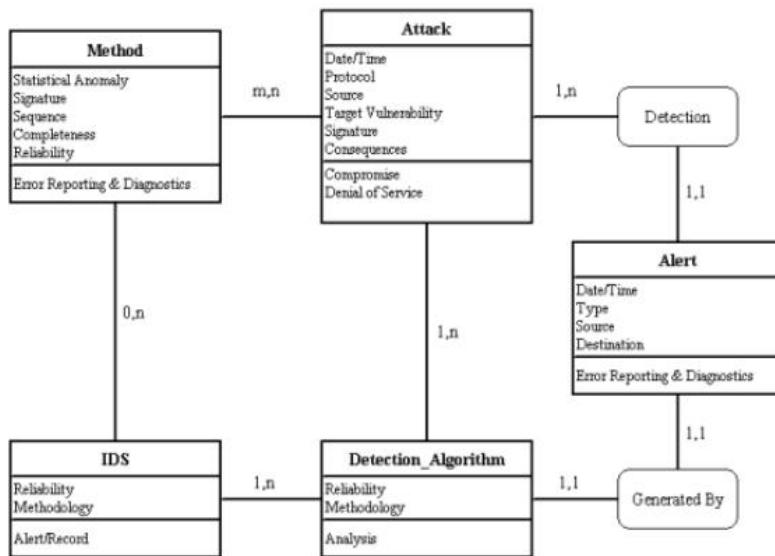 Method
Statistical Anomaly
Signature
Sequence
Completeness
Reliability
Error Reporting & Diagnostics
m,n
Attack
Date/Time
Protocol
Source
Target Vulnerability
Signature
Consequences
Compromise
Denial of Service
1,n
Detection
1,1
Alert
Date/Time
Type
Source
Destination
Error Reporting & Diagnostics
0,n
1,n
1,1
IDS
Reliability
Methodology
Alert/Record
1,n
Detection_Algorithm
Reliability
Methodology
Analysis
1,1
Generated By